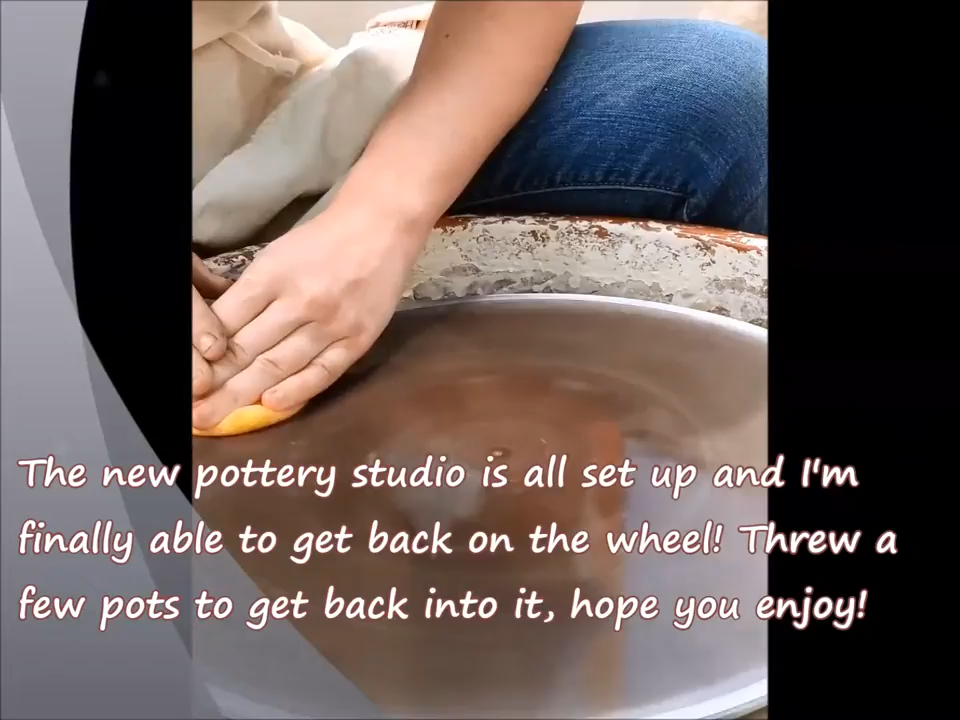 The new pottery studio is all set up and I'm
finally able to get back on the wheel! Threw a
few pots to get back into it, hope you enjoy!